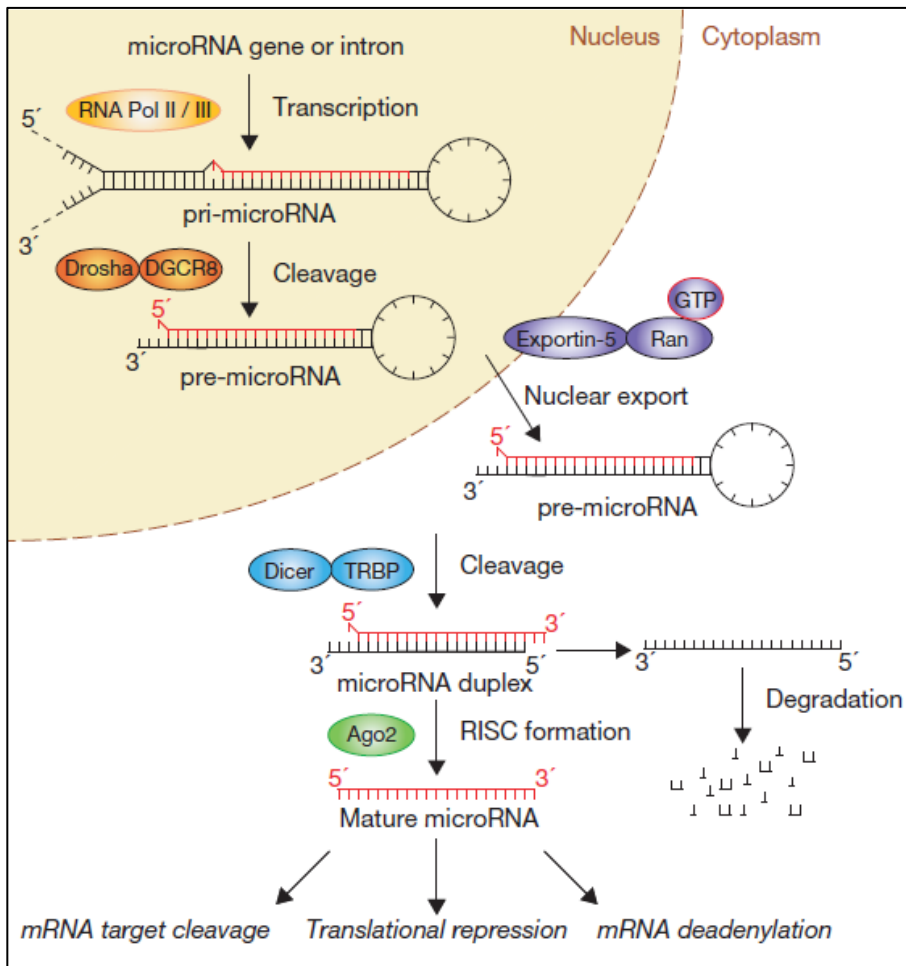 microRNA gene or intron
Nucleus
Cytoplasm
RNA Pol II / III
Transcription
5´
3´
pri-microRNA
Drosha
DGCR8
Cleavage
5´
3´
pre-microRNA
GTP
Exportin-5
Ran
Nuclear export
5´
3´
pre-microRNA
Dicer
TRBP
Cleavage
5´
3´
3´
5´
microRNA duplex
3´
5´
Degradation
Ago2
RISC formation
5´
3´
Mature microRNA
mRNA target cleavage
Translational repression
mRNA deadenylation